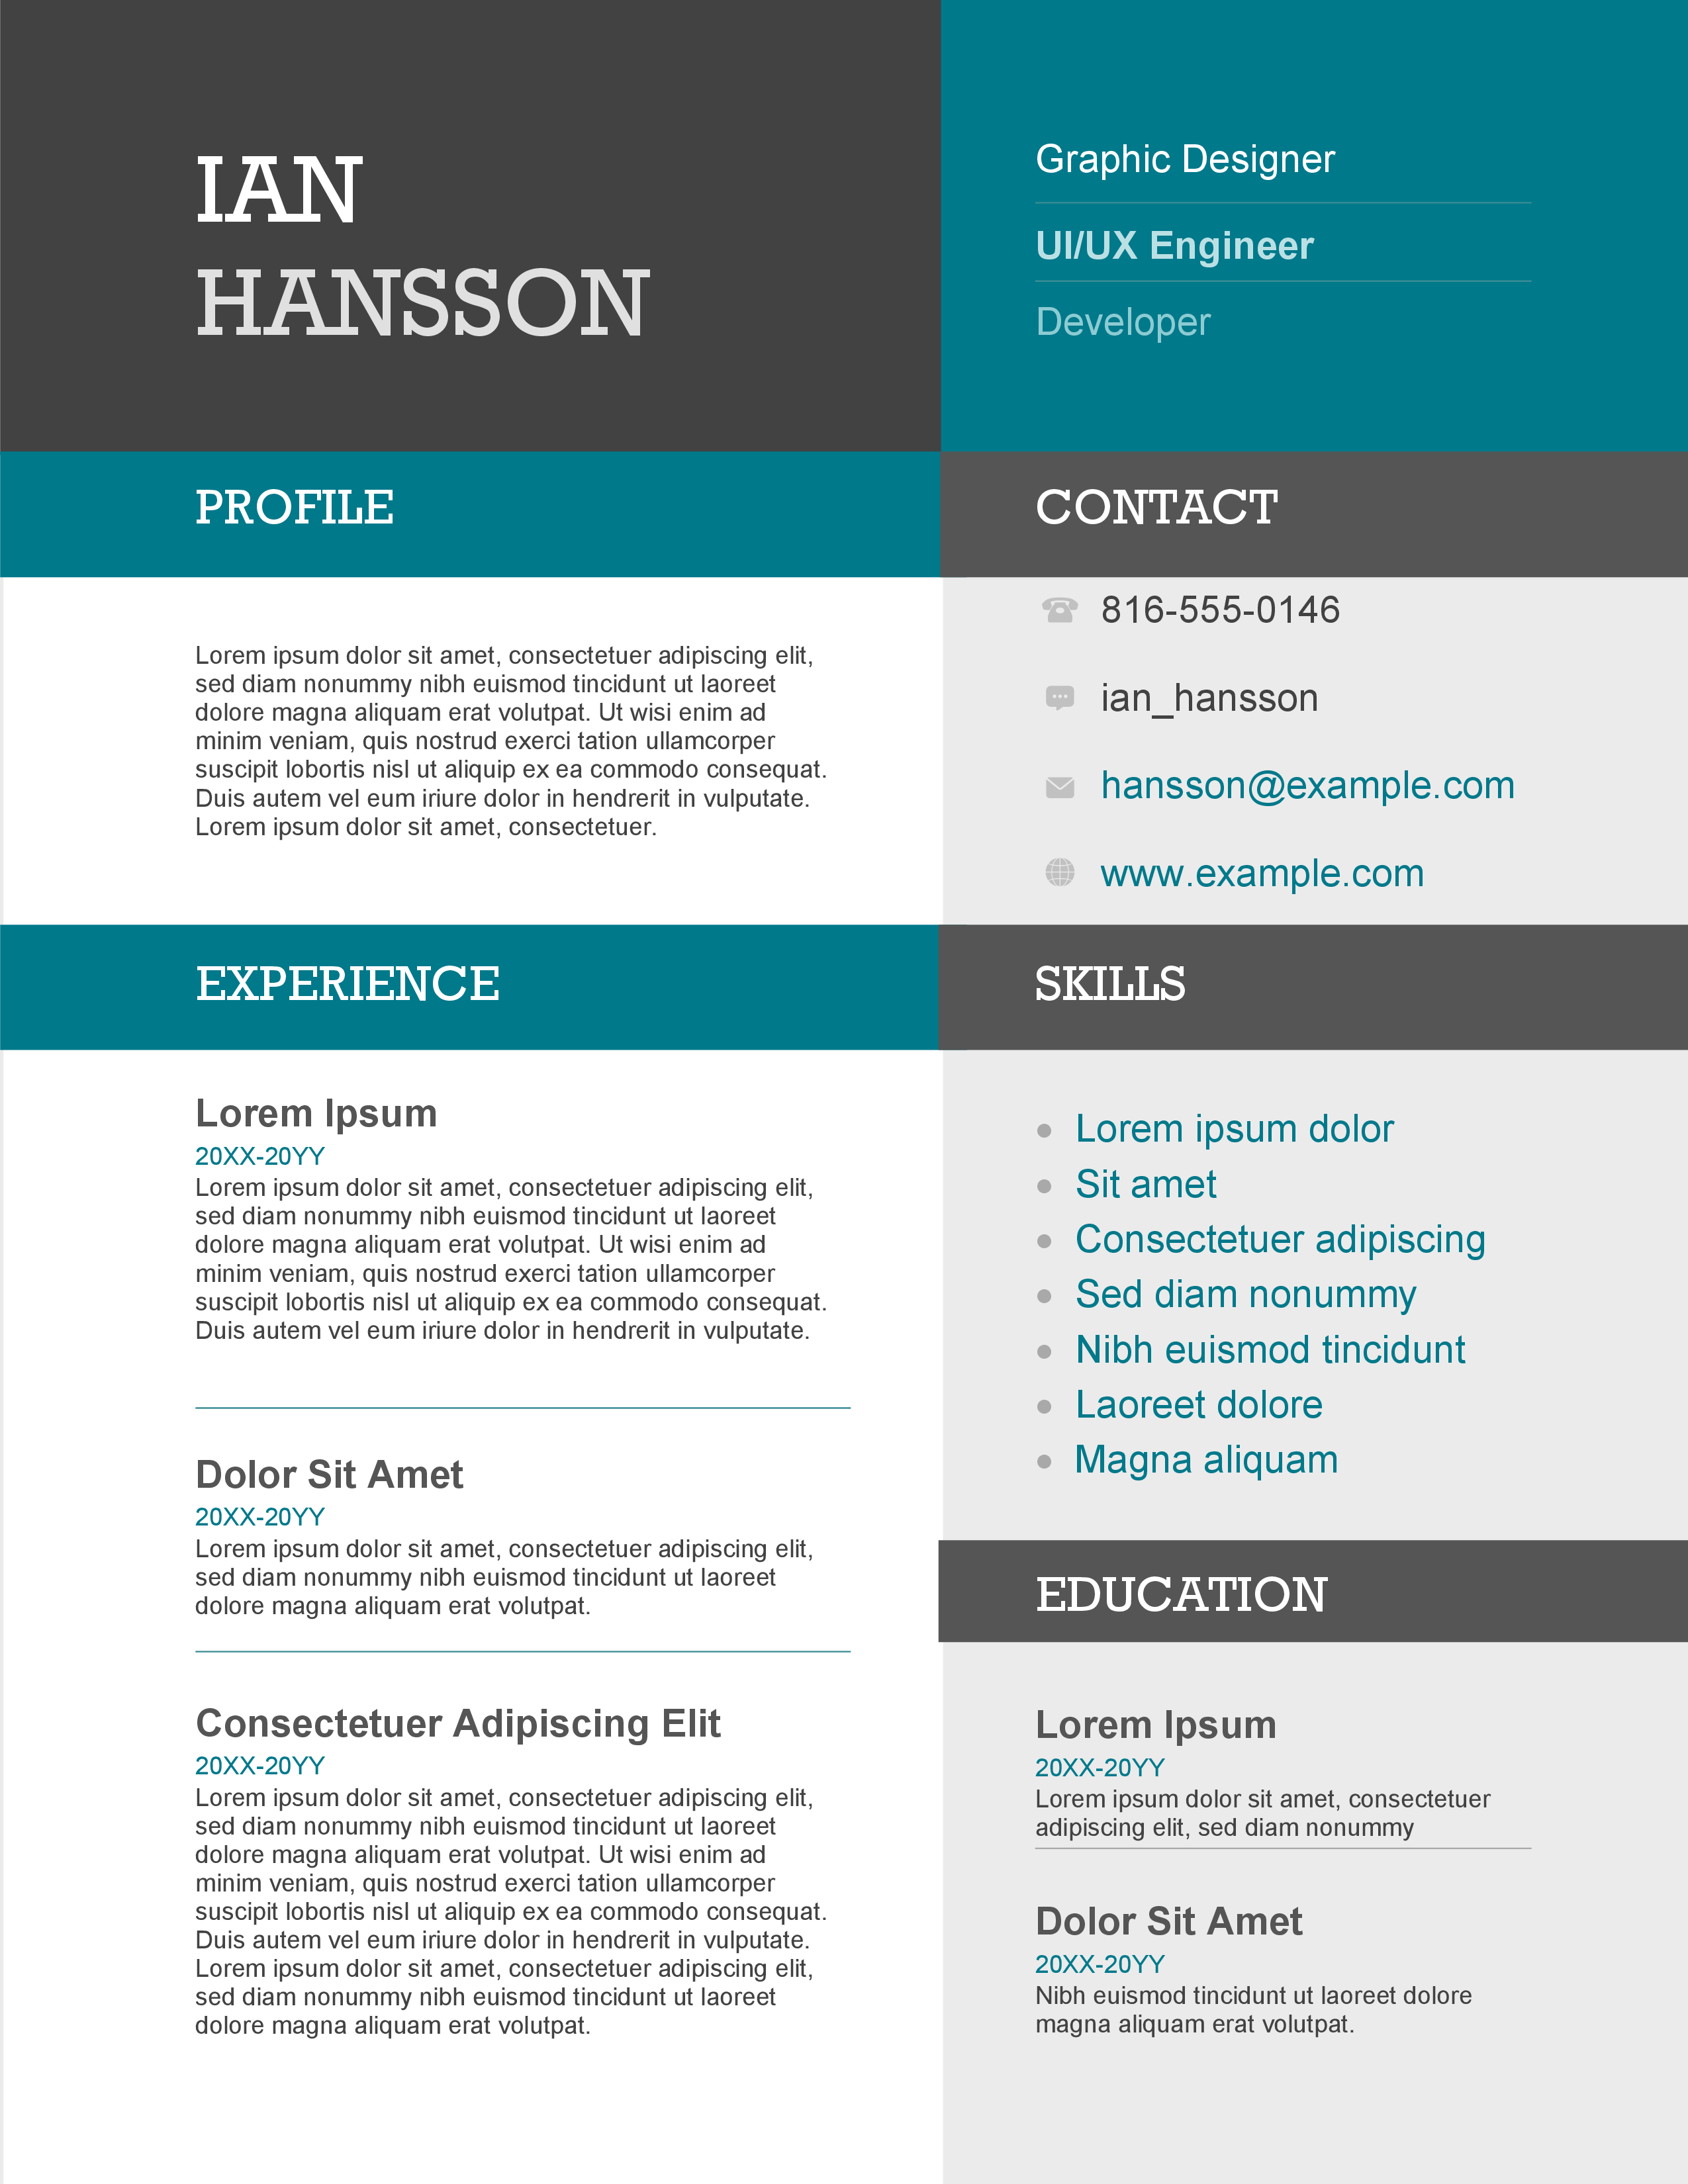 IAN
HANSSON
Graphic Designer
UI/UX Engineer
Developer
PROFILE
Lorem ipsum dolor sit amet, consectetuer adipiscing elit,
sed diam nonummy nibh euismod tincidunt ut laoreet
dolore magna aliquam erat volutpat. Ut wisi enim ad
minim veniam, quis nostrud exerci tation ullamcorper
suscipit lobortis nisl ut aliquip ex ea commodo consequat.
Duis autem vel eum iriure dolor in hendrerit in vulputate.
Lorem ipsum dolor sit amet, consectetuer.
CONTACT
816-555-0146
ian_hansson
hansson@example.com
www.example.com
EXPERIENCE
Lorem Ipsum
20XX-20YY
Lorem ipsum dolor sit amet, consectetuer adipiscing elit,
sed diam nonummy nibh euismod tincidunt ut laoreet
dolore magna aliquam erat volutpat. Ut wisi enim ad
minim veniam, quis nostrud exerci tation ullamcorper
suscipit lobortis nisl ut aliquip ex ea commodo consequat.
Duis autem vel eum iriure dolor in hendrerit in vulputate.
Dolor Sit Amet
20XX-20YY
Lorem ipsum dolor sit amet, consectetuer adipiscing elit,
sed diam nonummy nibh euismod tincidunt ut laoreet
dolore magna aliquam erat volutpat.
Consectetuer Adipiscing Elit
20XX-20YY
Lorem ipsum dolor sit amet, consectetuer adipiscing elit,
sed diam nonummy nibh euismod tincidunt ut laoreet
dolore magna aliquam erat volutpat. Ut wisi enim ad
minim veniam, quis nostrud exerci tation ullamcorper
suscipit lobortis nisl ut aliquip ex ea commodo consequat.
Duis autem vel eum iriure dolor in hendrerit in vulputate.
Lorem ipsum dolor sit amet, consectetuer adipiscing elit,
sed diam nonummy nibh euismod tincidunt ut laoreet
dolore magna aliquam erat volutpat.
SKILLS
• Lorem ipsum dolor
• Sit amet
• Consectetuer adipiscing
• Sed diam nonummy
• Nibh euismod tincidunt
• Laoreet dolore
• Magna aliquam
EDUCATION
Lorem Ipsum
20XX-20YY
Lorem ipsum dolor sit amet, consectetuer
adipiscing elit, sed diam nonummy
Dolor Sit Amet
20XX-20YY
Nibh euismod tincidunt ut laoreet dolore
magna aliquam erat volutpat.